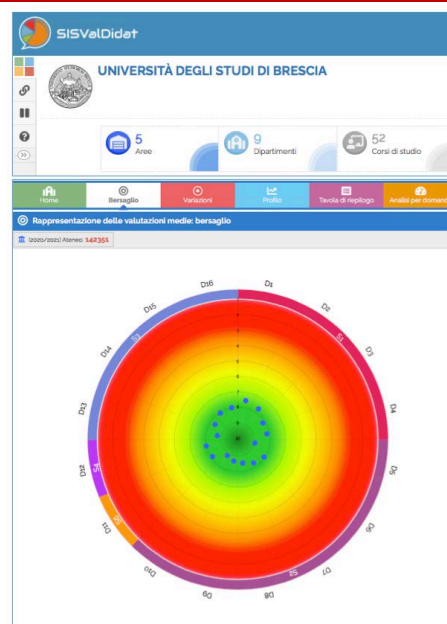 SISValDidat
UNIVERSITÀ DEGLI STUDI DI BRESCIA
5
Aree
9
Dipartimenti
52
Corsi di studio
Home
Bersaglio
Variazioni
Profilo
Tavola di riepilogo
Analisi per domand
Rappresentazione delle valutazioni medie: bersaglio
(2020/2021) Ateneo: 142351
D16
D1
D15
D2
S3
S1
D14
D3
D13
D4
D12
S4
D5
D11
S5
D6
D10
S2
D7
D9
D8